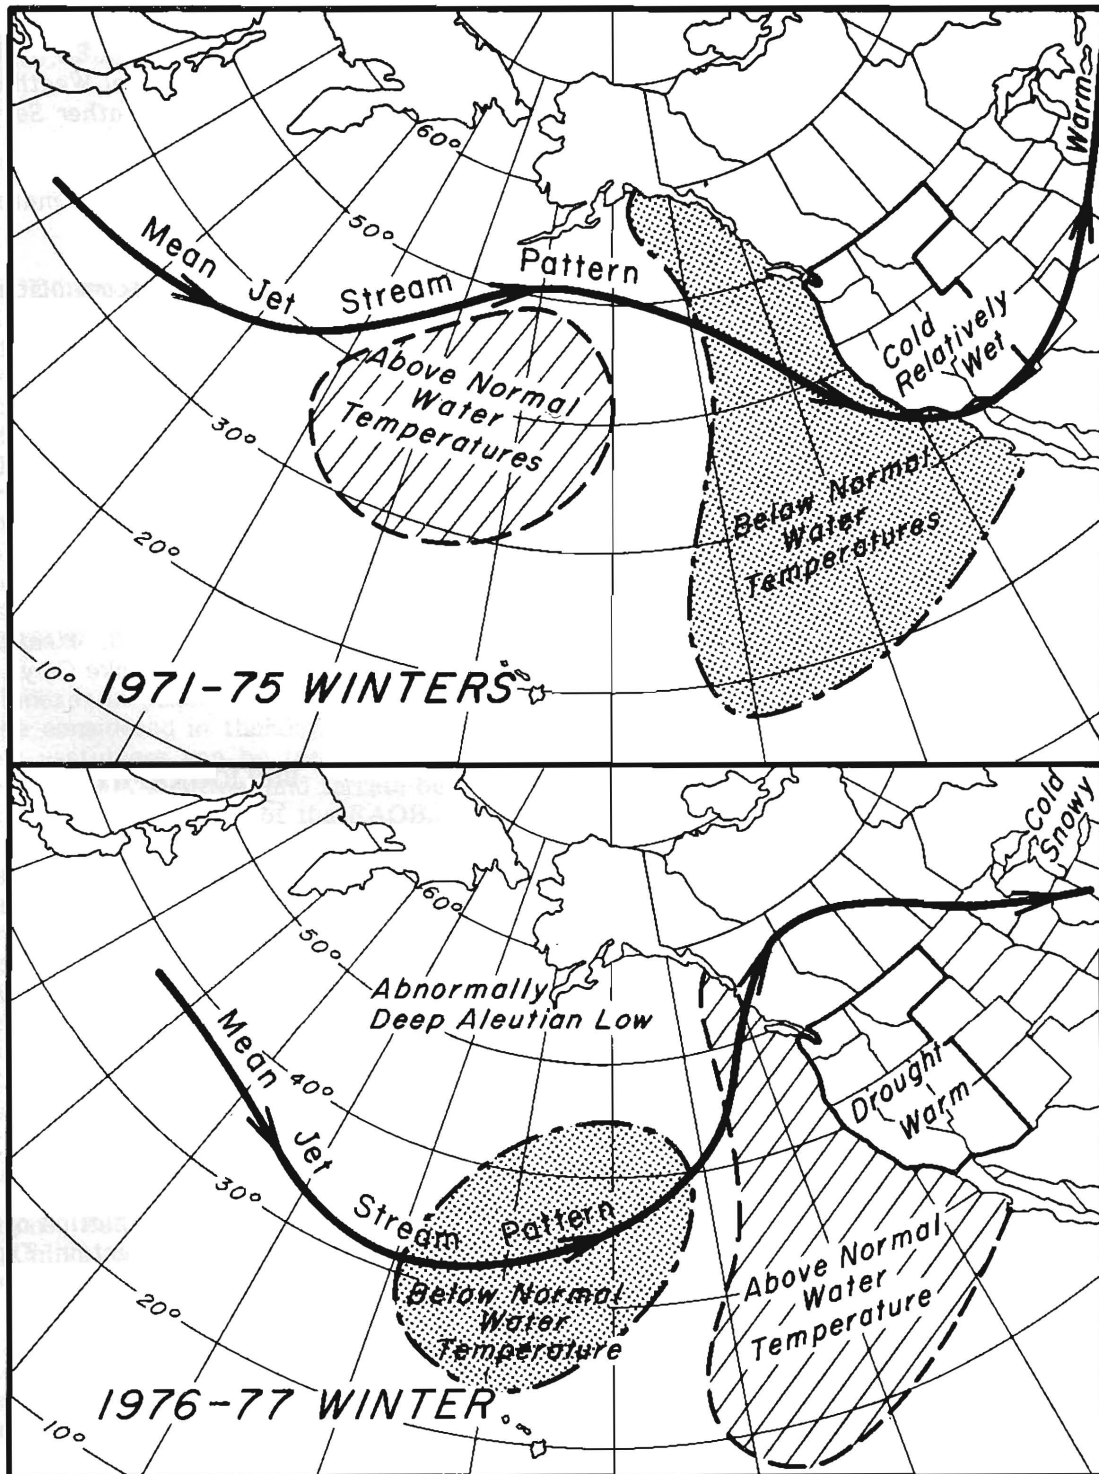 60°
50°
30°
20°
10°
Mean Jet Stream Pattern
Above Normal
Water
Temperatures
Below Normal
Water
Temperatures
Cold
Relatively
Wet
Warm
1971-75 WINTERS
60°
50°
40°
30°
20°
10°
Abnormally
Deep Aleutian Low
Mean Jet Stream Pattern
Below Normal
Water
Temperature
Above Normal
Water
Temperature
Drought
Warm
Cold
Snowy
1976-77 WINTER